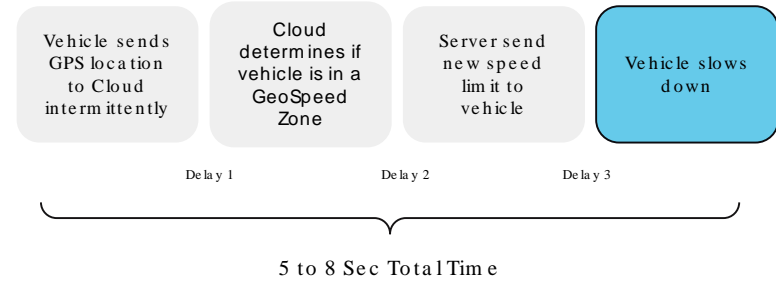 Vehicle sends
GPS location
to Cloud
intermittently
Cloud
determines if
vehicle is in a
GeoSpeed
Zone
Server send
new speed
limit to
vehicle
Vehicle slows
down
Delay 1
Delay 2
Delay 3
5 to 8 Sec Total Time